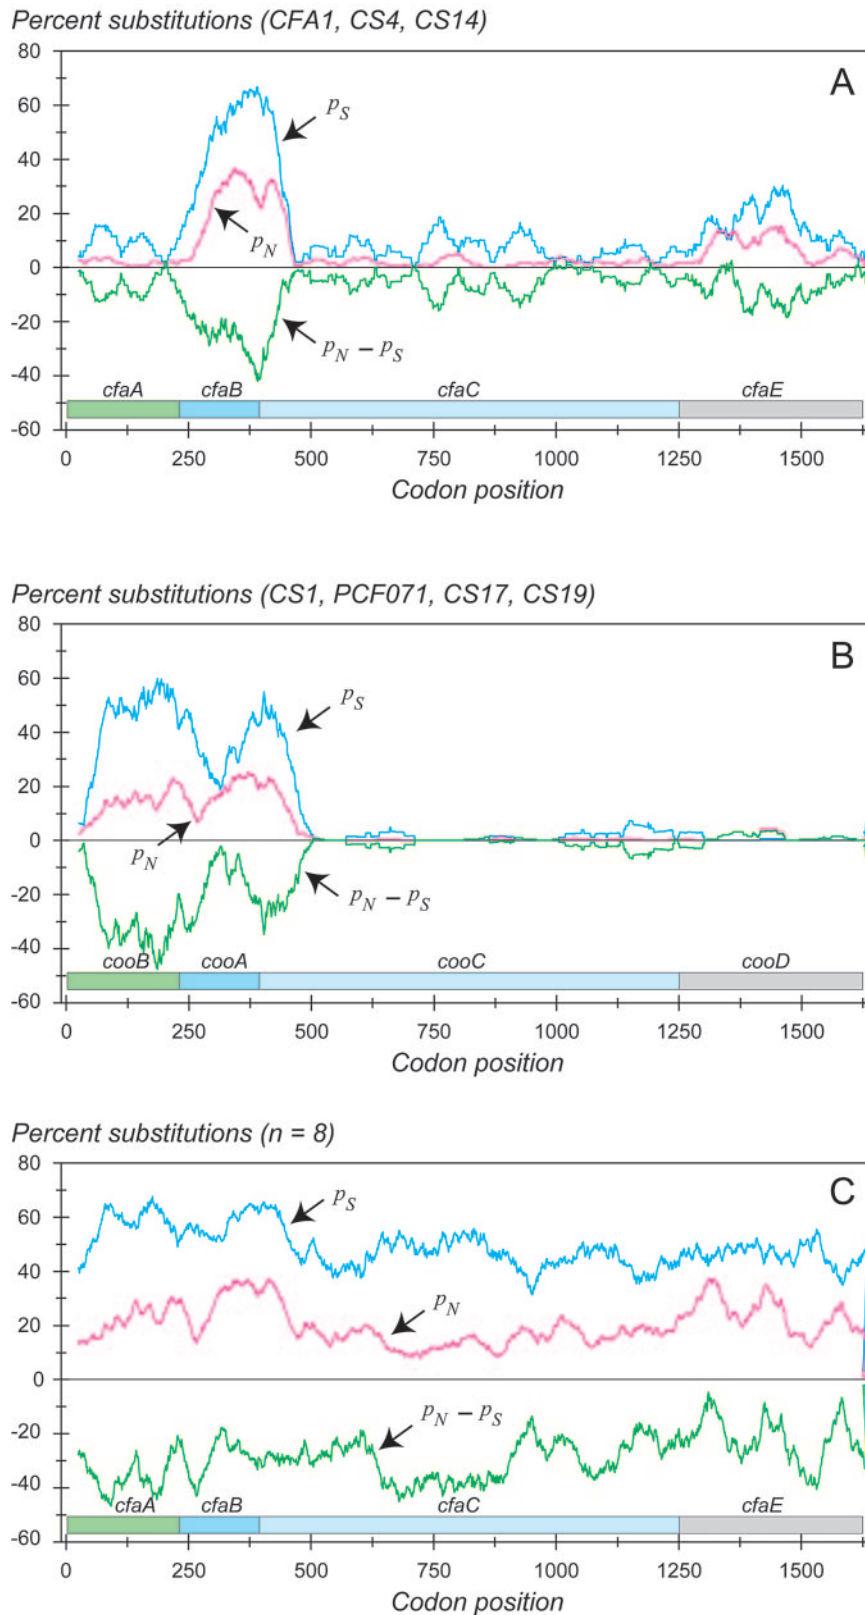 Percent substitutions (CFA1, CS4, CS14)
80
A
60
pS
40
20
pN
0
-20
pN – pS
-40
cfaA cfaB cfaC cfaE
-60
0 250 500 750 1000 1250 1500
Codon position
Percent substitutions (CS1, PCF071, CS17, CS19)
80
B
60
pS
40
20
0
pN
-20
pN – pS
-40
cooB cooA cooC cooD
-60
0 250 500 750 1000 1250 1500
Codon position
Percent substitutions (n = 8)
80
C
60
pS
40
pN
20
0
pN – pS
-20
-40
cfaA cfaB cfaC cfaE
-60
0 250 500 750 1000 1250 1500
Codon position